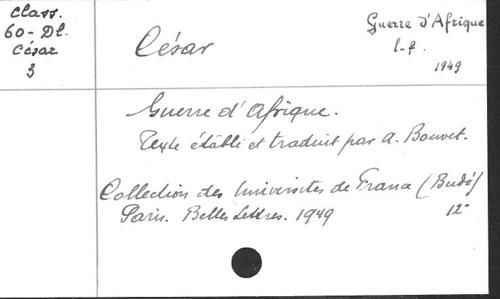 Class.
60-Dl.
César
3
César
Guerre d'Afrique
l-f.
1949
Guerre d'Afrique.
Texte établi et traduit par A. Bouvet.
Collection des Universités de France (Budé)
Paris. Belles Lettres. 1949 12°